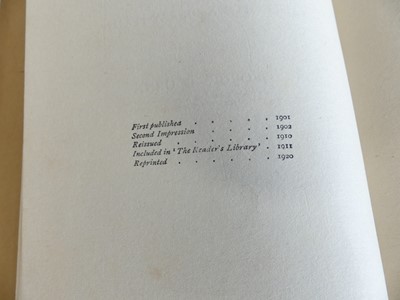 First published . . . . . 1901
Second Impression . . . . 1902
Reissued . . . . . . 1910
Included in 'The Reader's Library' . 1911
Reprinted . . . . . . 1920